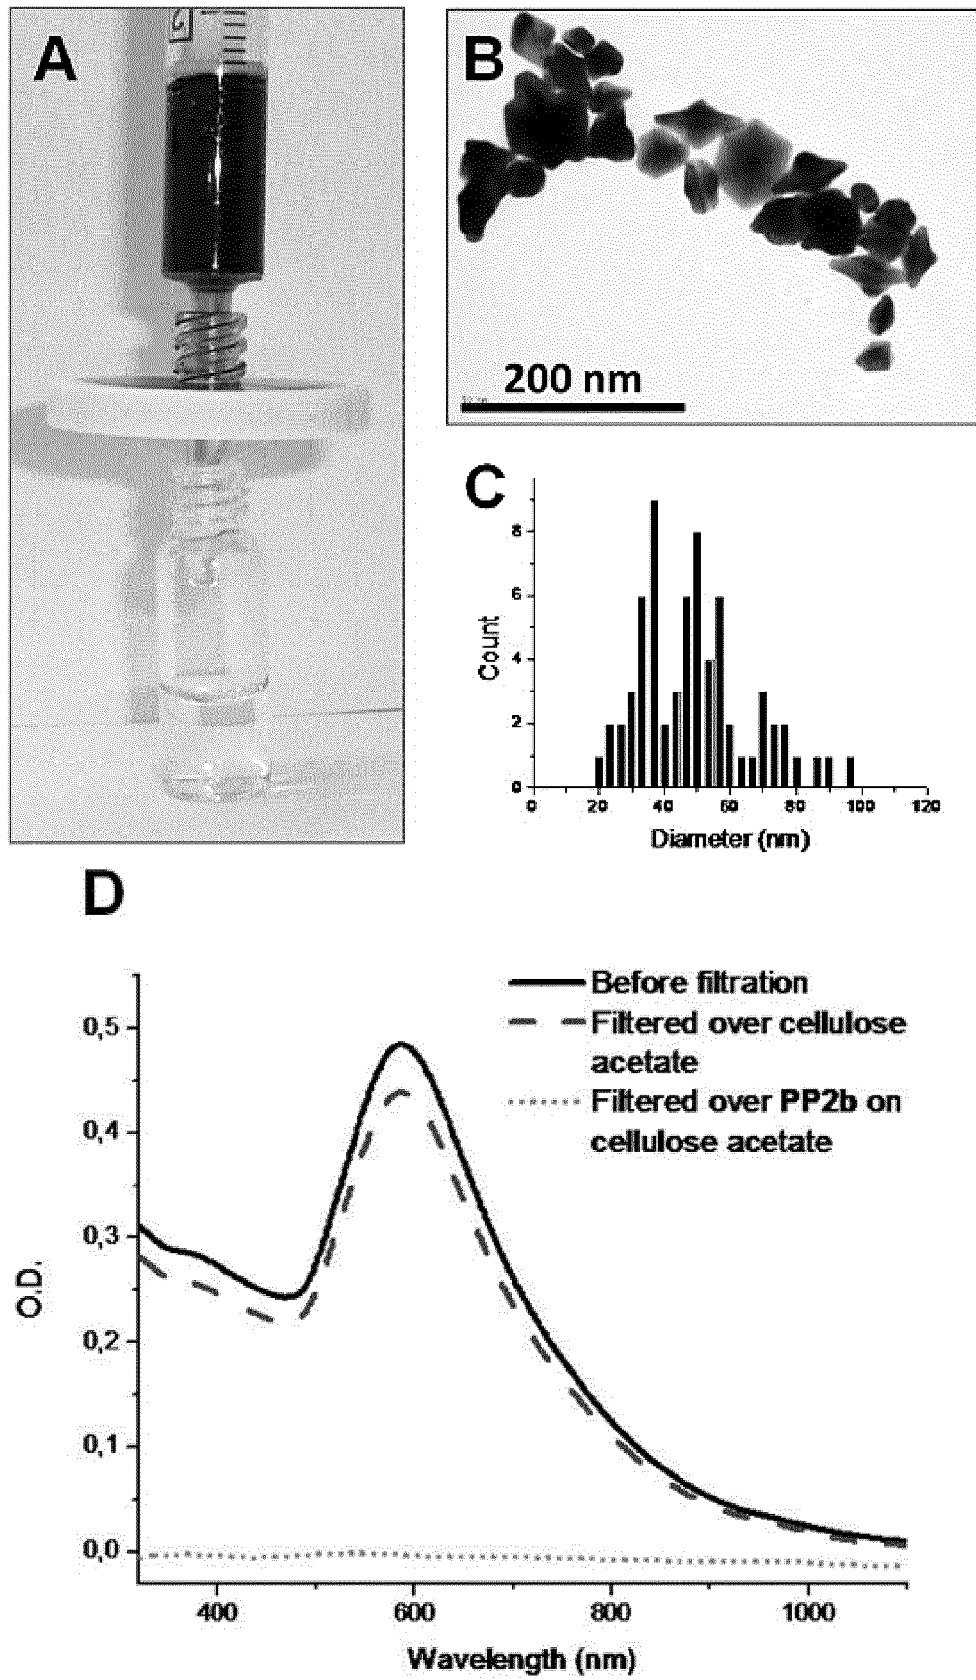 A
B
200 nm
C
Count
8
6
4
2
0
0 20 40 60 80 100 120
Diameter (nm)
D
Before filtration
Filtered over cellulose
acetate
Filtered over PP2b on
cellulose acetate
O.D.
0,5
0,4
0,3
0,2
0,1
0,0
400 600 800 1000
Wavelength (nm)